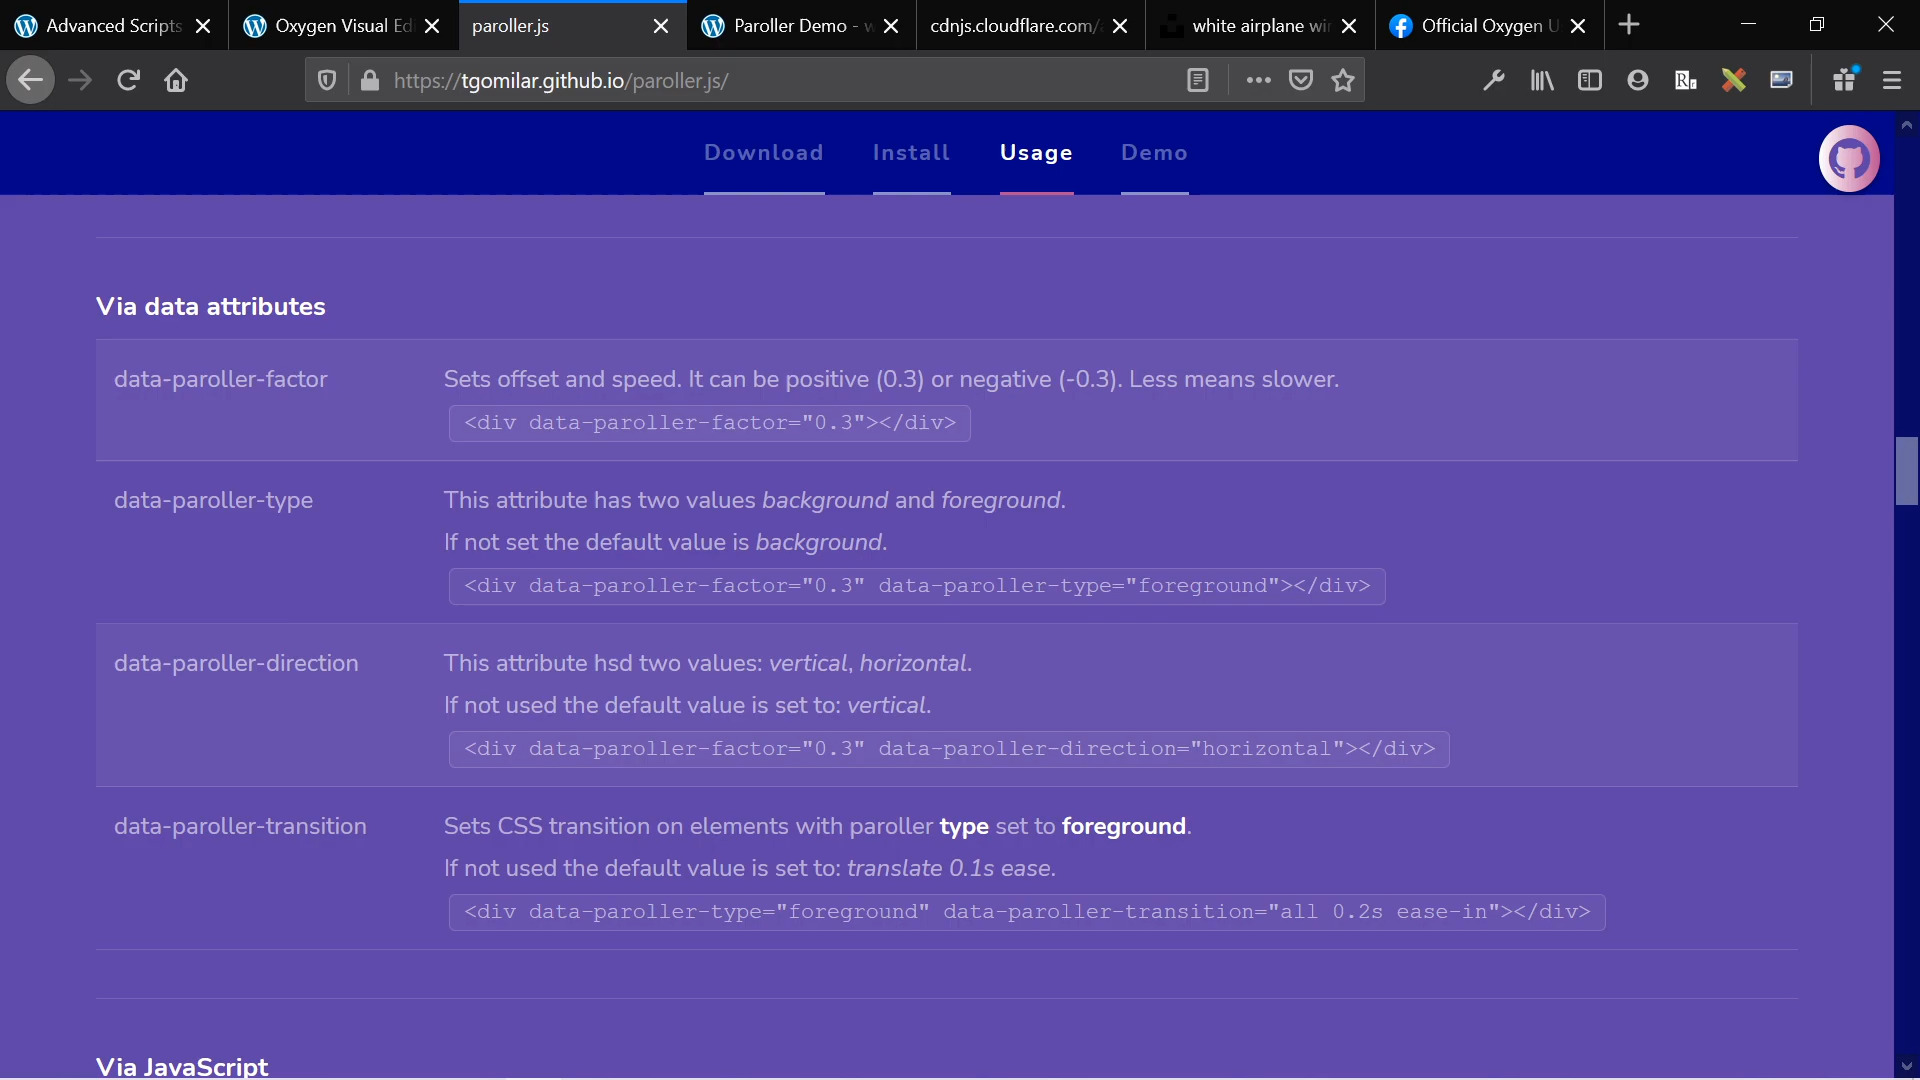 Advanced Scripts
Oxygen Visual Ed
paroller.js
Paroller Demo - w
cdnjs.cloudflare.com/
white airplane wi
Official Oxygen U
https://tgomilar.github.io/paroller.js/
Download
Install
Usage
Demo
Via data attributes
data-paroller-factor
Sets offset and speed. It can be positive (0.3) or negative (-0.3). Less means slower.
<div data-paroller-factor="0.3"></div>
data-paroller-type
This attribute has two values background and foreground.
If not set the default value is background.
<div data-paroller-factor="0.3" data-paroller-type="foreground"></div>
data-paroller-direction
This attribute hsd two values: vertical, horizontal.
If not used the default value is set to: vertical.
<div data-paroller-factor="0.3" data-paroller-direction="horizontal"></div>
data-paroller-transition
Sets CSS transition on elements with paroller type set to foreground.
If not used the default value is set to: translate 0.1s ease.
<div data-paroller-type="foreground" data-paroller-transition="all 0.2s ease-in"></div>
Via JavaScript